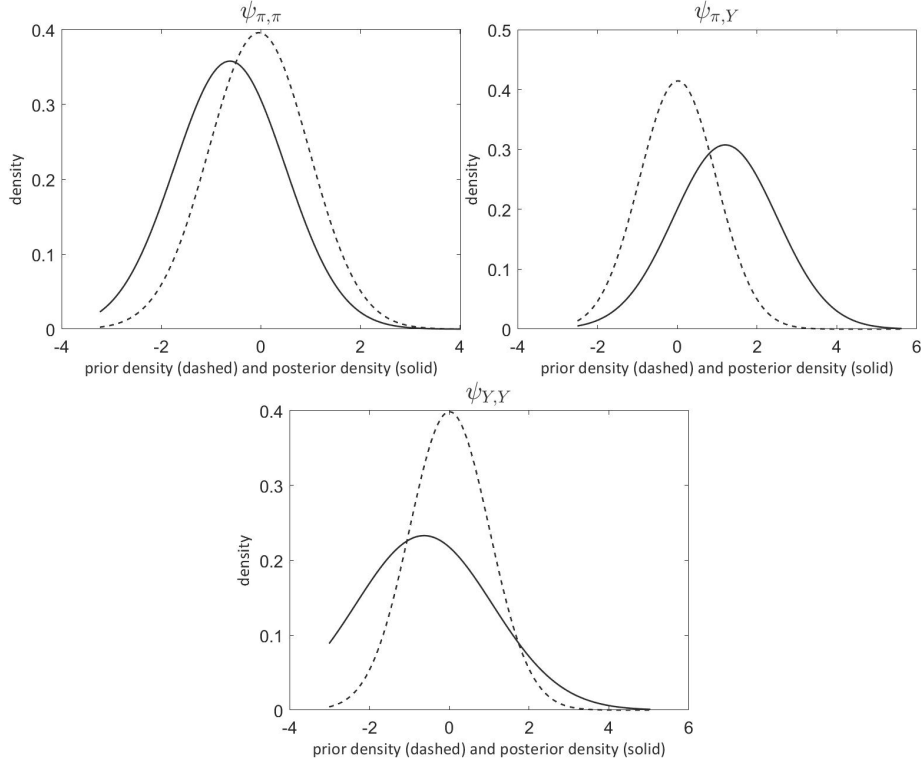 ψπ,π
0.4
0.3
0.2
0.1
0
density
-4 -2 0 2 4
prior density (dashed) and posterior density (solid)
ψπ,Y
0.5
0.4
0.3
0.2
0.1
0
density
-4 -2 0 2 4 6
prior density (dashed) and posterior density (solid)
ψY,Y
0.4
0.3
0.2
0.1
0
density
-4 -2 0 2 4 6
prior density (dashed) and posterior density (solid)